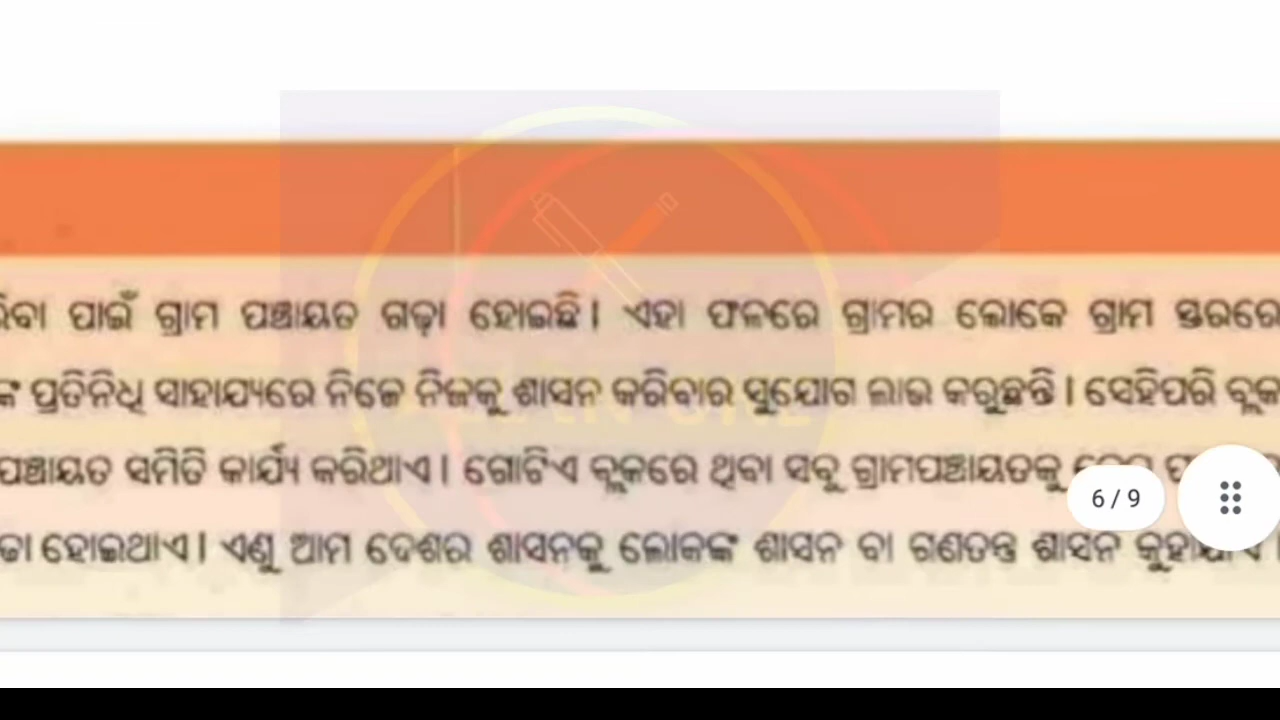 ରିବା ପାଇଁ ଗ୍ରାମ ପଞ୍ଚାୟତ ଗଢ଼ା ହୋଇଛି। ଏହା ଫଳରେ ଗ୍ରାମର ଲୋକେ ଗ୍ରାମ ସ୍ତରରେ
ଙ୍କ ପ୍ରତିନିଧି ସାହାଯ୍ୟରେ ନିଜେ ନିଜକୁ ଶାସନ କରିବାର ସୁଯୋଗ ଲାଭ କରୁଛନ୍ତି। ସେହିପରି ବ୍ଲକ
ପଞ୍ଚାୟତ ସମିତି କାର୍ଯ୍ୟ କରିଥାଏ। ଗୋଟିଏ ବ୍ଲକରେ ଥିବା ସବୁ ଗ୍ରାମପଞ୍ଚାୟତକୁ
6 / 9
ଢା ହୋଇଥାଏ। ଏଣୁ ଆମ ଦେଶର ଶାସନକୁ ଲୋକଙ୍କ ଶାସନ ବା ଗଣତନ୍ତ୍ର ଶାସନ କୁହାଯାଏ।